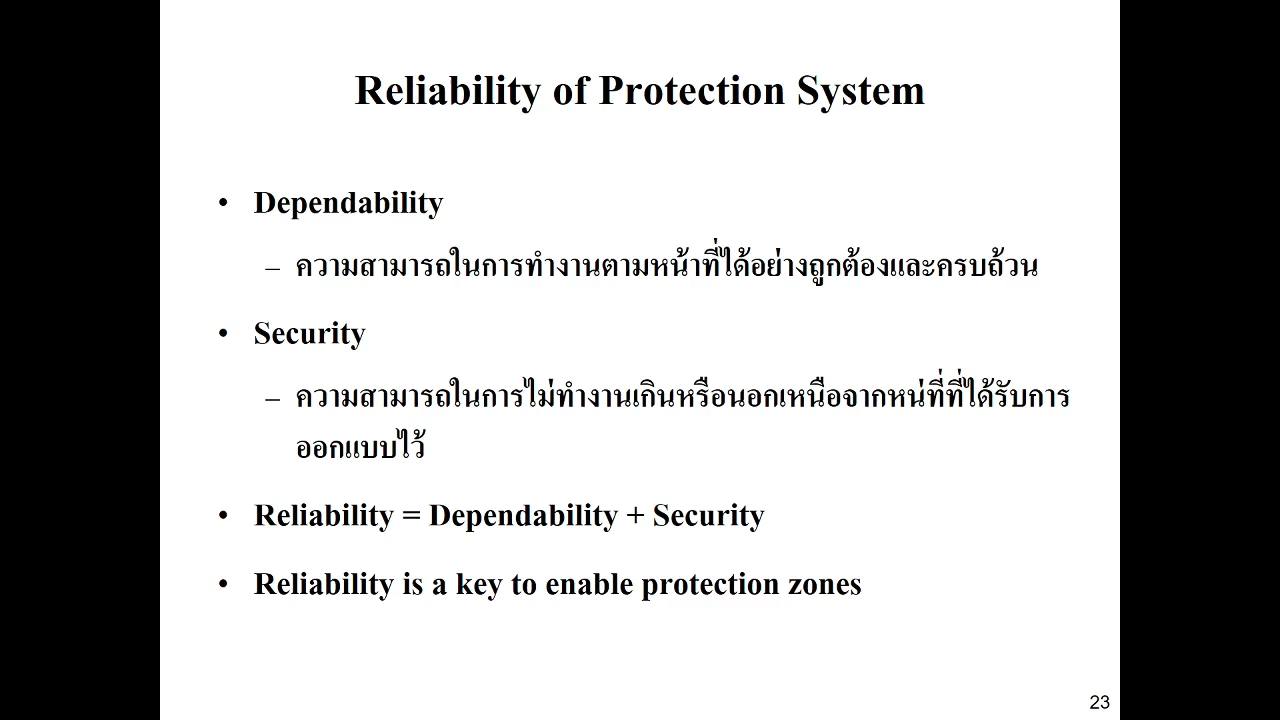 Reliability of Protection System
• Dependability
– ความสามารถในการทำงานตามหน้าที่ได้อย่างถูกต้องและครบถ้วน
• Security
– ความสามารถในการไม่ทำงานเกินหรือนอกเหนือจากหน่ที่ที่ได้รับการ
ออกแบบไว้
• Reliability = Dependability + Security
• Reliability is a key to enable protection zones
23